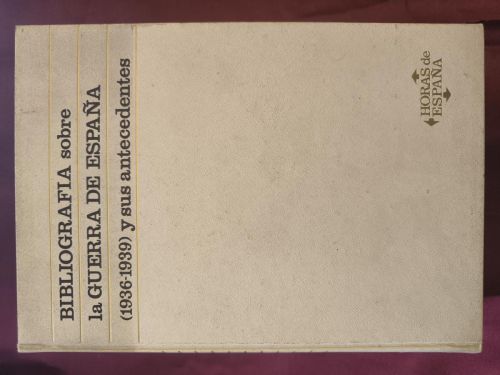 BIBLIOGRAFIA sobre
la GUERRA DE ESPAÑA
(1936-1939) y sus antecedentes
HORAS de
ESPAÑA